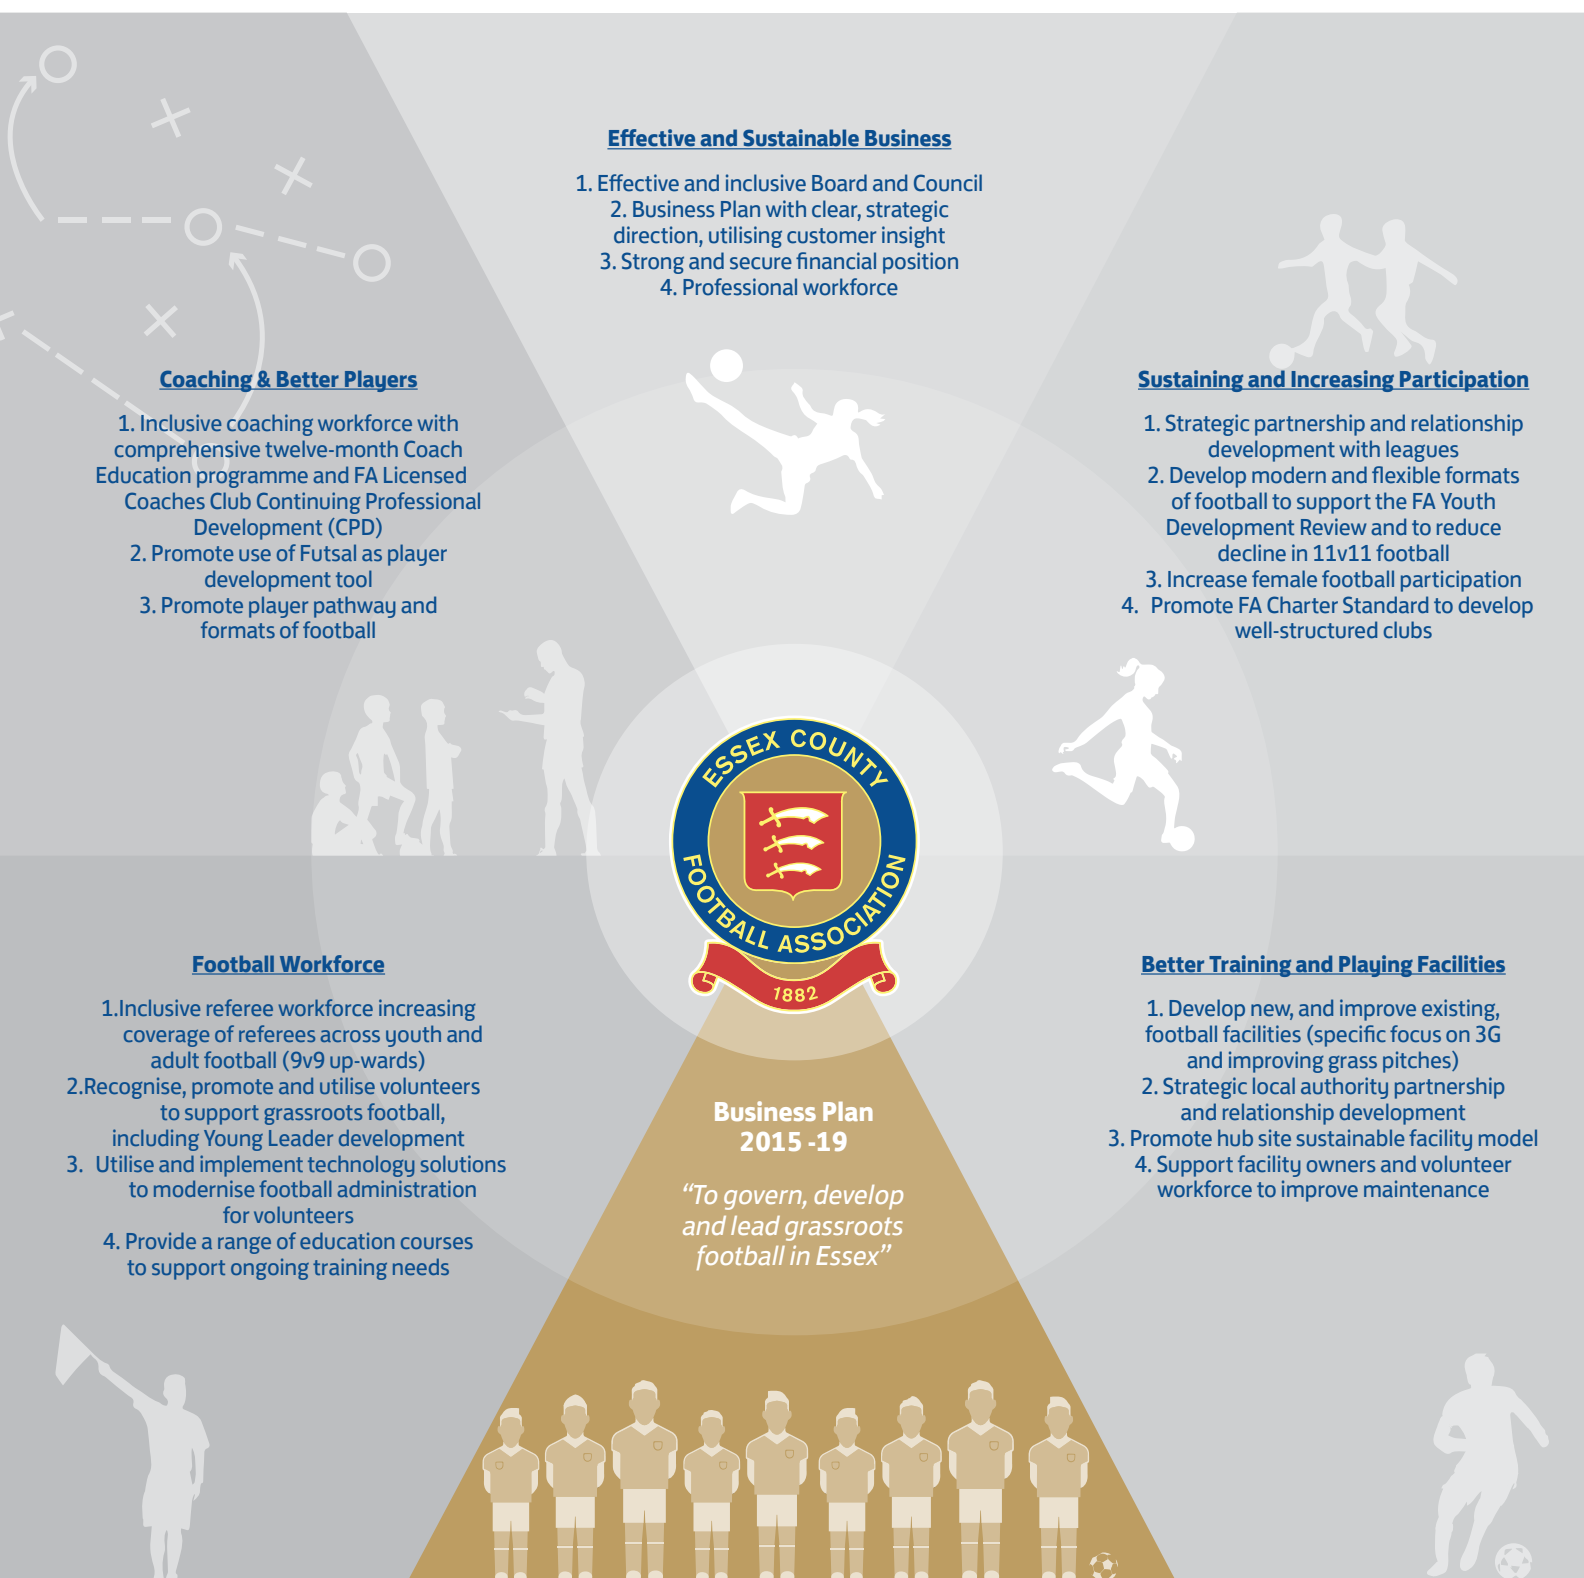 Effective and Sustainable Business
1. Effective and inclusive Board and Council
2. Business Plan with clear, strategic
direction, utilising customer insight
3. Strong and secure financial position
4. Professional workforce
Coaching & Better Players
1. Inclusive coaching workforce with
comprehensive twelve-month Coach
Education programme and FA Licensed
Coaches Club Continuing Professional
Development (CPD)
2. Promote use of Futsal as player
development tool
3. Promote player pathway and
formats of football
Sustaining and Increasing Participation
1. Strategic partnership and relationship
development with leagues
2. Develop modern and flexible formats
of football to support the FA Youth
Development Review and to reduce
decline in 11v11 football
3. Increase female football participation
4. Promote FA Charter Standard to develop
well-structured clubs
ESSEX COUNTY
FOOTBALL ASSOCIATION
1882
Football Workforce
1.Inclusive referee workforce increasing
coverage of referees across youth and
adult football (9v9 up-wards)
2.Recognise, promote and utilise volunteers
to support grassroots football,
including Young Leader development
3. Utilise and implement technology solutions
to modernise football administration
for volunteers
4. Provide a range of education courses
to support ongoing training needs
Better Training and Playing Facilities
1. Develop new, and improve existing,
football facilities (specific focus on 3G
and improving grass pitches)
2. Strategic local authority partnership
and relationship development
3. Promote hub site sustainable facility model
4. Support facility owners and volunteer
workforce to improve maintenance
Business Plan
2015 -19
“To govern, develop
and lead grassroots
football in Essex”